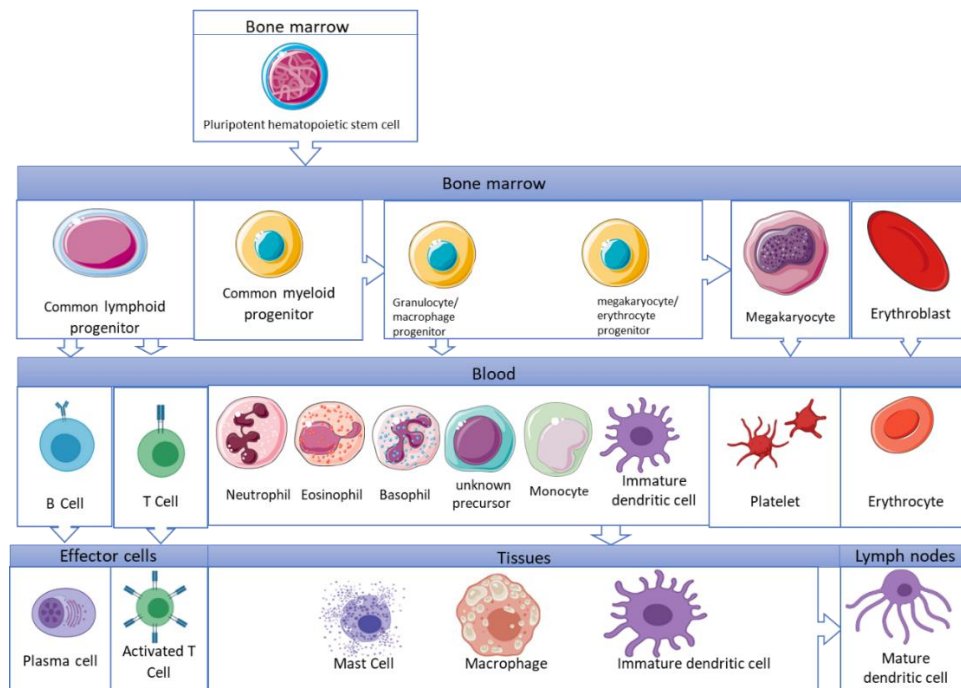 Bone marrow
Pluripotent hematopoietic stem cell
Bone marrow
Common lymphoid
progenitor
Common myeloid
progenitor
Granulocyte/
macrophage
progenitor
megakaryocyte/
erythrocyte
progenitor
Megakaryocyte
Erythroblast
Blood
B Cell
T Cell
Neutrophil
Eosinophil
Basophil
unknown
precursor
Monocyte
Immature
dendritic cell
Platelet
Erythrocyte
Effector cells
Tissues
Lymph nodes
Plasma cell
Activated T
Cell
Mast Cell
Macrophage
Immature dendritic cell
Mature
dendritic cell